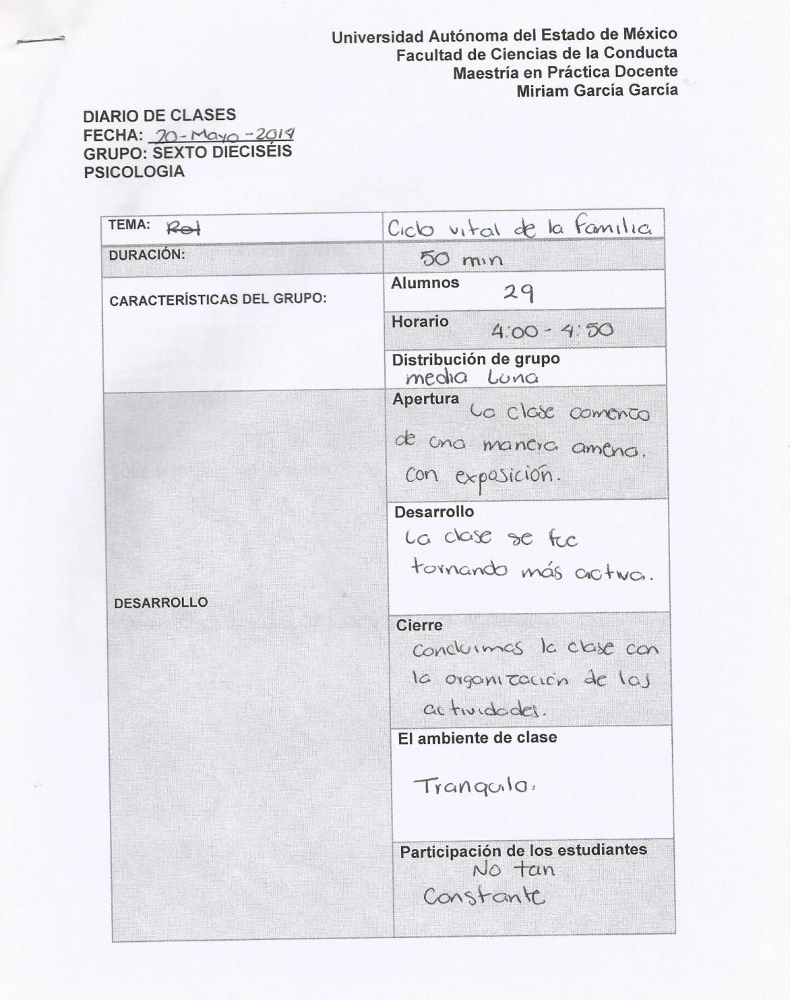 Universidad Autónoma del Estado de México
Facultad de Ciencias de la Conducta
Maestría en Práctica Docente
Miriam García García
DIARIO DE CLASES
FECHA: 20-Mayo-2019
GRUPO: SEXTO DIECISÉIS
PSICOLOGIA
TEMA: Rol Ciclo vital de la familia
DURACIÓN: 50 min
CARACTERÍSTICAS DEL GRUPO:
Alumnos 29
Horario 4:00 - 4:50
Distribución de grupo
media Luna
DESARROLLO
Apertura La clase comenzo
de una manera amena.
con exposición.
Desarrollo
La clase se fue
tornando más activa.
Cierre
Concluimos la clase con
la organización de las
actividades.
El ambiente de clase
Tranquilo.
Participación de los estudiantes
No tan
Constante